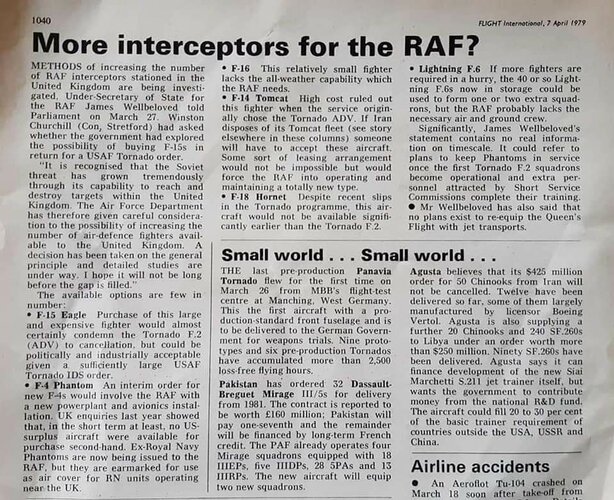 1040
FLIGHT International, 7 April 1979
More interceptors for the RAF?
METHODS of increasing the number
of RAF interceptors stationed in the
United Kingdom are being investi-
gated, Under-Secretary of State for
the RAF James Wellbeloved told
Parliament on March 27. Winston
Churchill (Con, Stretford) had asked
whether the government had explored
the possibility of buying F-15s in
return for a USAF Tornado order.
"It is recognised that the Soviet
threat has grown tremendously
through its capability to reach and
destroy targets within the United
Kingdom. The Air Force Department
has therefore given careful considera-
tion to the possibility of increasing the
number of air-defence fighters avail-
able to the United Kingdom. A
decision has been taken on the general
principle and detailed studies are
under way. I hope it will not be long
before the gap is filled."
The available options are few in
number:
• F-15 Eagle Purchase of this large
and expensive fighter would almost
certainly condemn the Tornado F.2
(ADV) to cancellation, but could be
politically and industrially acceptable
given a sufficiently large USAF
Tornado IDS order.
• F-4 Phantom An interim order for
new F-4s would involve the RAF with
a new powerplant and avionics instal-
lation. UK enquiries last year showed
that, in the short term at least, no US-
surplus aircraft were available for
purchase second-hand. Ex-Royal Navy
Phantoms are now being issued to the
RAF, but they are earmarked for use
as air cover for RN units operating
near the UK.
• F-16 This relatively small fighter
lacks the all-weather capability which
the RAF needs.
• F-14 Tomcat High cost ruled out
this fighter when the service origin-
ally chose the Tornado ADV. If Iran
disposes of its Tomcat fleet (see story
elsewhere in these columns) someone
will have to accept these aircraft.
Some sort of leasing arrangement
would not be impossible but would
force the RAF into operating and
maintaining a totally new type.
• F-18 Hornet Despite recent slips
in the Tornado programme, this air-
craft would not be available signifi-
cantly earlier than the Tornado F.2.
• Lightning F.6 If more fighters are
required in a hurry, the 40 or so Light-
ning F.6s now in storage could be
used to form one or two extra squad-
rons, but the RAF probably lacks the
necessary air and ground crew.
Significantly, James Wellbeloved's
statement contains no real informa-
tion on timescale. It could refer to
plans to keep Phantoms in service
once the first Tornado F.2 squadrons
become operational and extra per-
sonnel attracted by Short Service
Commissions complete their training.
• Mr Wellbeloved has also said that
no plans exist to re-equip the Queen's
Flight with jet transports.
Small world . . . Small world . . .
THE last pre-production Panavia
Tornado flew for the first time on
March 26 from MBB's flight-test
centre at Manching, West Germany.
This the first aircraft with a pro-
duction-standard front fuselage and is
to be delivered to the German Govern-
ment for weapons trials. Nine proto-
types and six pre-production Tornados
have accumulated more than 2,500
loss-free flying hours.
Pakistan has ordered 32 Dassault-
Breguet Mirage III/5s for delivery
from 1981. The contract is reported to
be worth £160 million; Pakistan will
pay one-seventh and the remainder
will be financed by long-term French
credit. The PAF already operates four
Mirage squadrons equipped with 18
IIIEPs, five IIIDPs, 28 5PAs and 13
IIIRPs. The new aircraft will equip
two new squadrons.
Agusta believes that its $425 million
order for 50 Chinooks from Iran will
not be cancelled. Twelve have been
delivered so far, some of them largely
manufactured by licensor Boeing
Vertol. Agusta is also supplying a
further 20 Chinooks and 240 SF.260s
to Libya under an order worth more
than $250 million. Ninety SF.260s have
been delivered. Agusta says it can
finance development of the new Siai
Marchetti S.211 jet trainer itself, but
wants the government to contribute
money from the national R&D fund.
The aircraft could fill 20 to 30 per cent
of the basic trainer requirement of
countries outside the USA, USSR and
China.
Airline accidents
• An Aeroflot Tu-104 crashed on
March 18 soon after take-off from